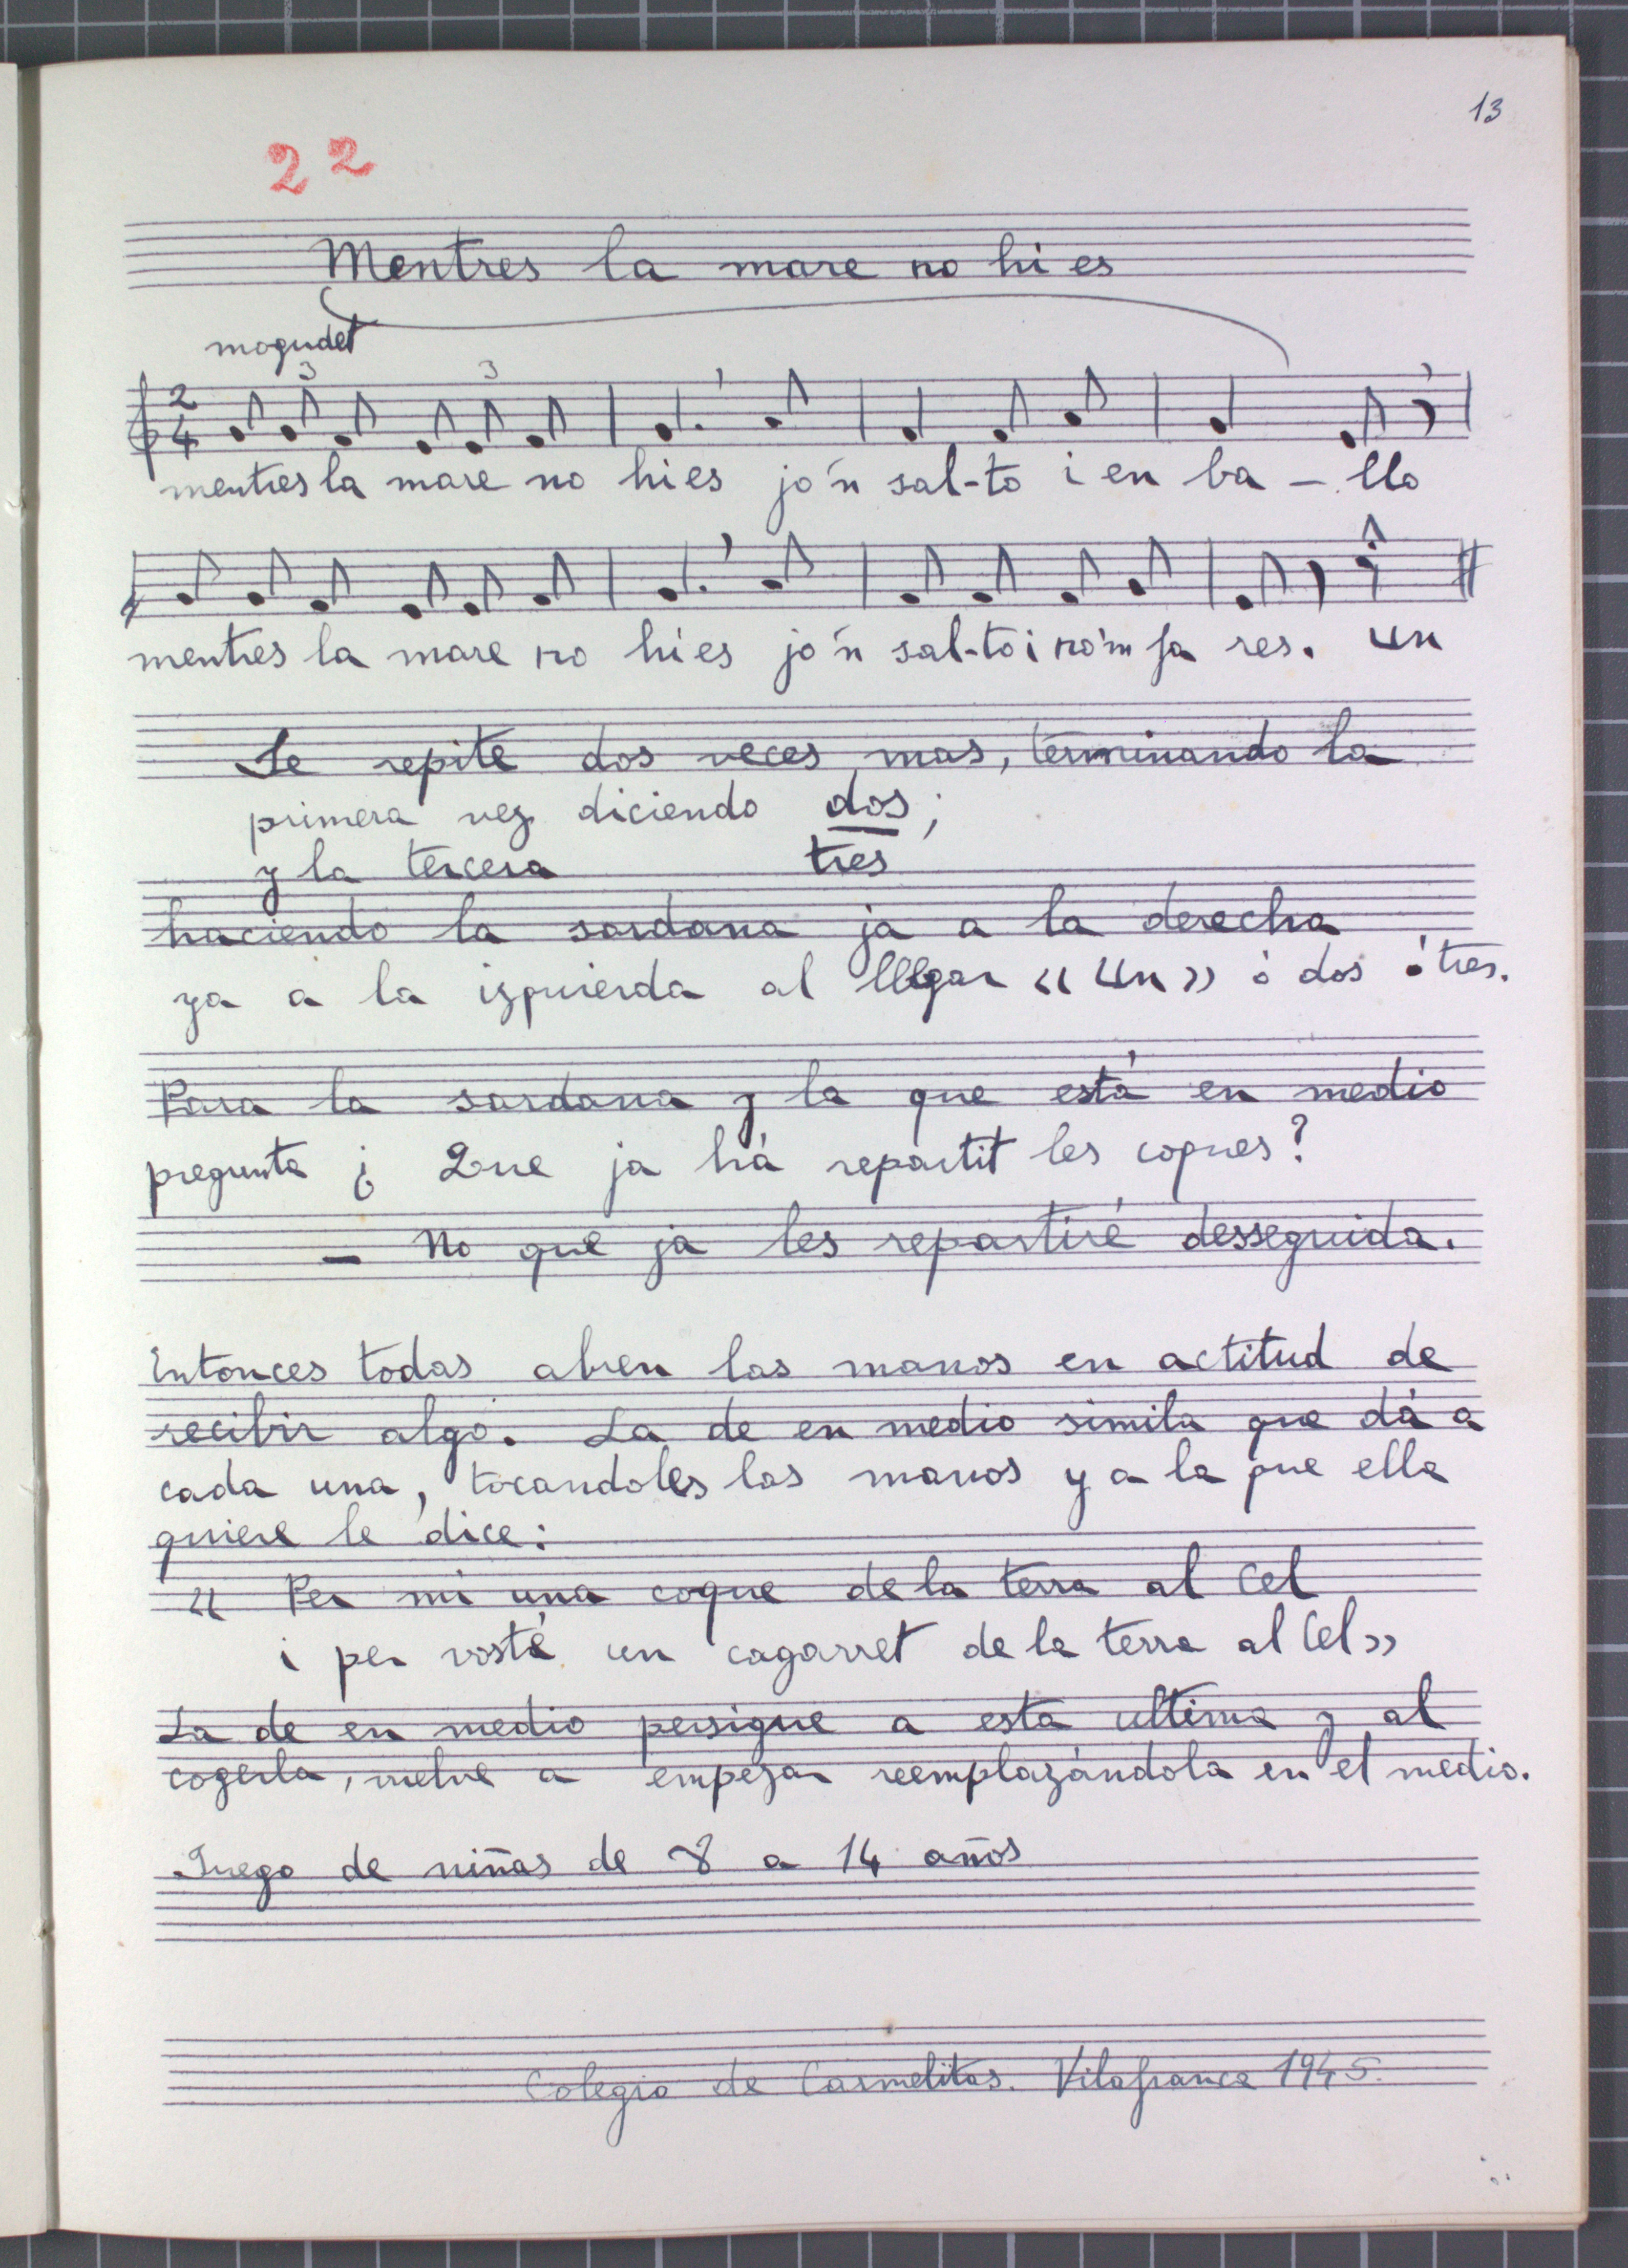 13
22
Mentres la mare no hi es
mogudet
3 3
2
4
mentres la mare no hi es jo'n sal-to i en ba - llo
mentres la mare no hi es jo'n sal-to i no'm fa res. un
Se repite dos veces mas, terminando la
primera vez diciendo dos;
y la tercera tres
haciendo la sardana ja a la derecha
ya a la izquierda al llegar «un» ó dos ó tres.
Para la sardana y la que está en medio
pregunta ¿ Que ja há repartit les coques?
- No que ja les repartiré desseguida.
Entonces todas abren las manos en actitud de
recibir algo. La de en medio simila que dá a
cada una, tocandoles las manos y a la que ella
quiere le dice:
« Per mi una coque de la terra al Cel
i per vosté un cagarret de la terra al Cel»
La de en medio persigue a esta ultima y al
cogerla, vuelve a empezar reemplazándola en el medio.
Juego de niñas de 8 a 14 años
Colegio de Carmelitas. Vilafranca 1945.